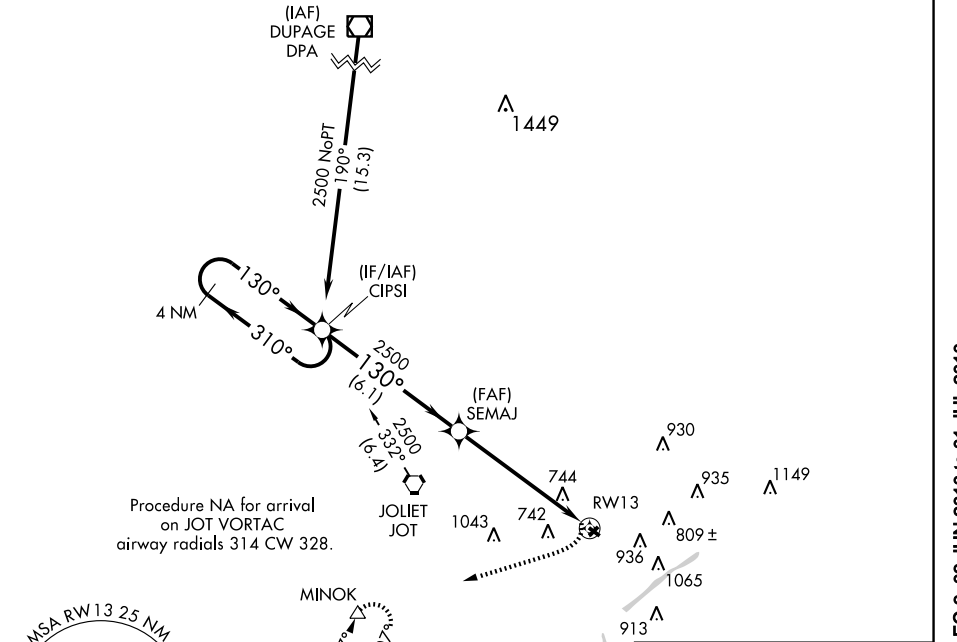 (IAF)
DUPAGE
DPA
1449
2500 NoPT
190°
(15.3)
(IF/IAF)
CIPSI
130°
4 NM
310°
2500
130°
(6.1)
(FAF)
SEMAJ
2500
332°
(6.4)
JOLIET
JOT
930
935
1149
744
RW13
742
1043
809 ±
936
1065
913
Procedure NA for arrival
on JOT VORTAC
airway radials 314 CW 328.
MINOK
MSA RW13 25 NM